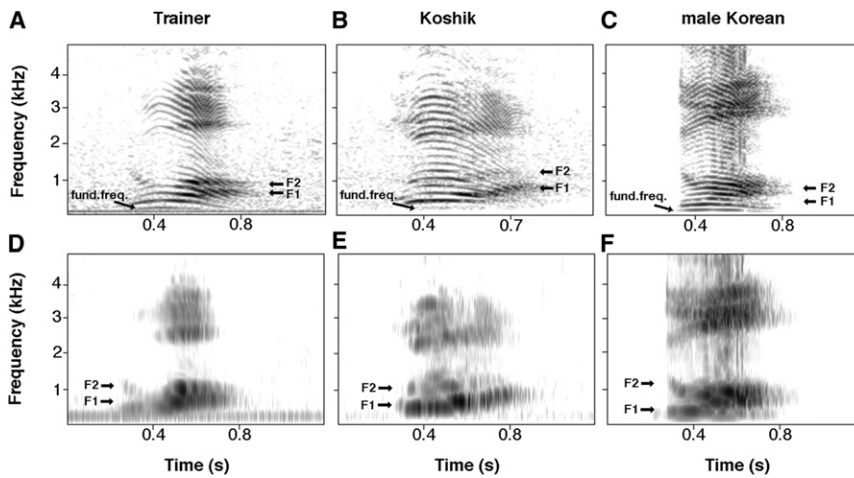 A Trainer B Koshik C male Korean
Frequency (kHz)
4
3
2
1
F2
F1
fund.freq.
0.4 0.8
F2
F1
fund.freq.
0.4 0.7
F2
F1
fund.freq.
0.4 0.8
D E F
Frequency (kHz)
4
3
2
1
F2
F1
0.4 0.8
F2
F1
0.4 0.8
F2
F1
0.4 0.8
Time (s) Time (s) Time (s)